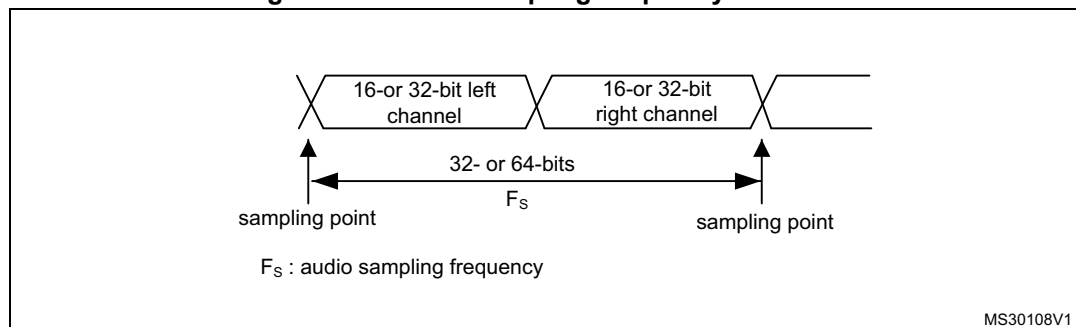 16-or 32-bit left
channel
16-or 32-bit
right channel
32- or 64-bits
FS
sampling point
sampling point
FS : audio sampling frequency
MS30108V1